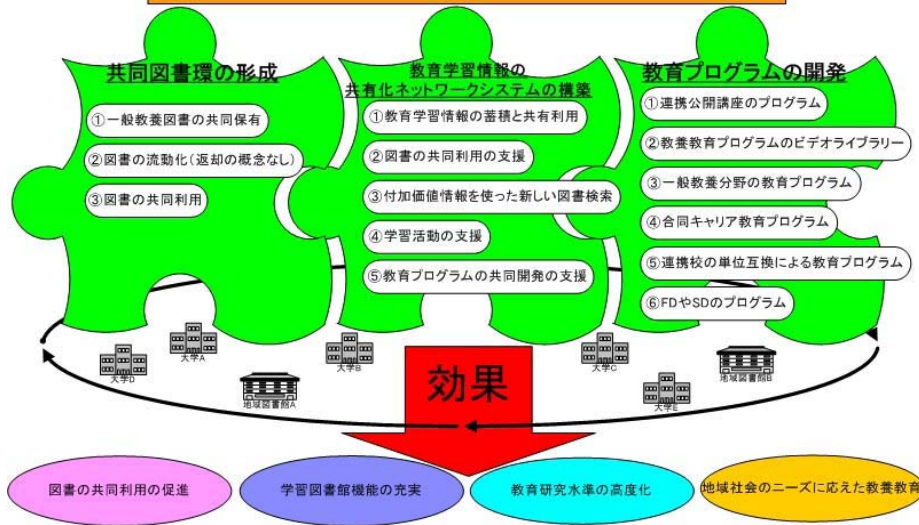 共同図書環の形成
①一般教養図書の共同保有
②図書の流動化(返却の概念なし)
③図書の共同利用
教育学習情報の
共有化ネットワークシステムの構築
①教育学習情報の蓄積と共有利用
②図書の共同利用の支援
③付加価値情報を使った新しい図書検索
④学習活動の支援
⑤教育プログラムの共同開発の支援
教育プログラムの開発
①連携公開講座のプログラム
②教養教育プログラムのビデオライブラリー
③一般教養分野の教育プログラム
④合同キャリア教育プログラム
⑤連携校の単位互換による教育プログラム
⑥FDやSDのプログラム
大学D
大学A
地域図書館A
大学B
効果
大学C
大学E
地域図書館B
図書の共同利用の促進
学習図書館機能の充実
教育研究水準の高度化
地域社会のニーズに応えた教養教育